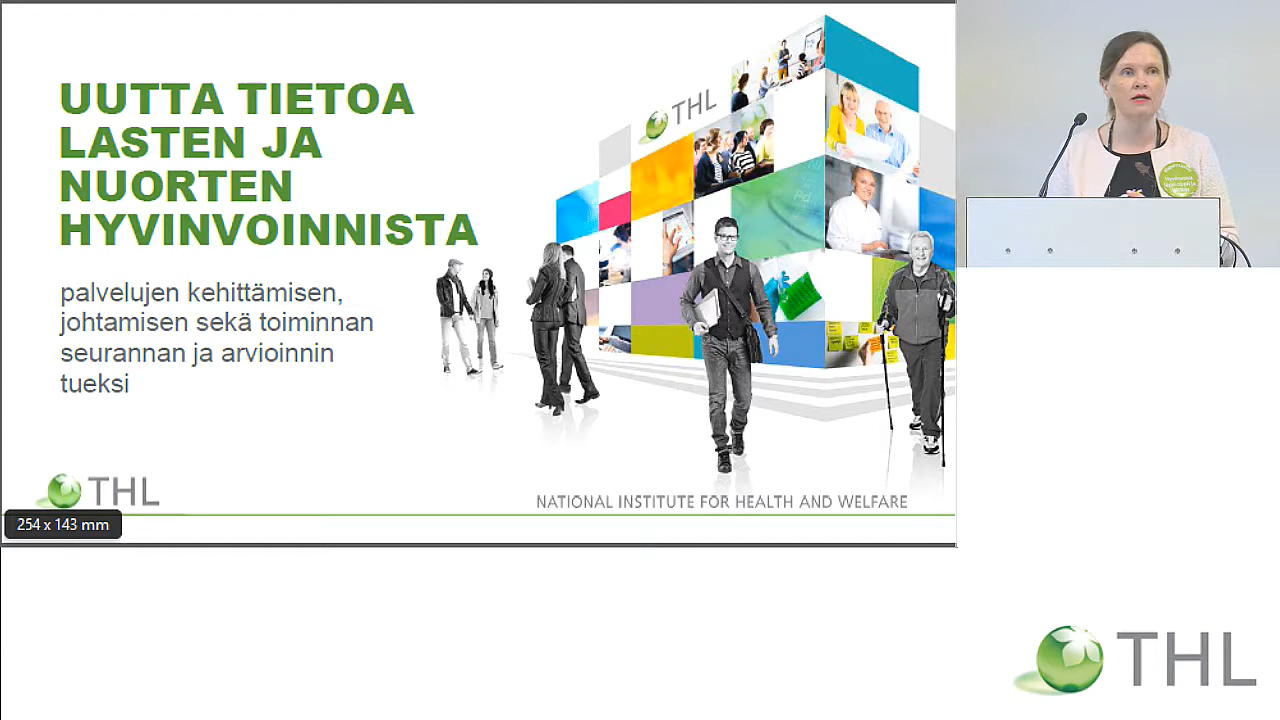 UUTTA TIETOA
LASTEN JA
NUORTEN
HYVINVOINNISTA
palvelujen kehittämisen,
johtamisen sekä toiminnan
seurannan ja arvioinnin
tueksi
THL
THL
NATIONAL INSTITUTE FOR HEALTH AND WELFARE
254 x 143 mm
THL